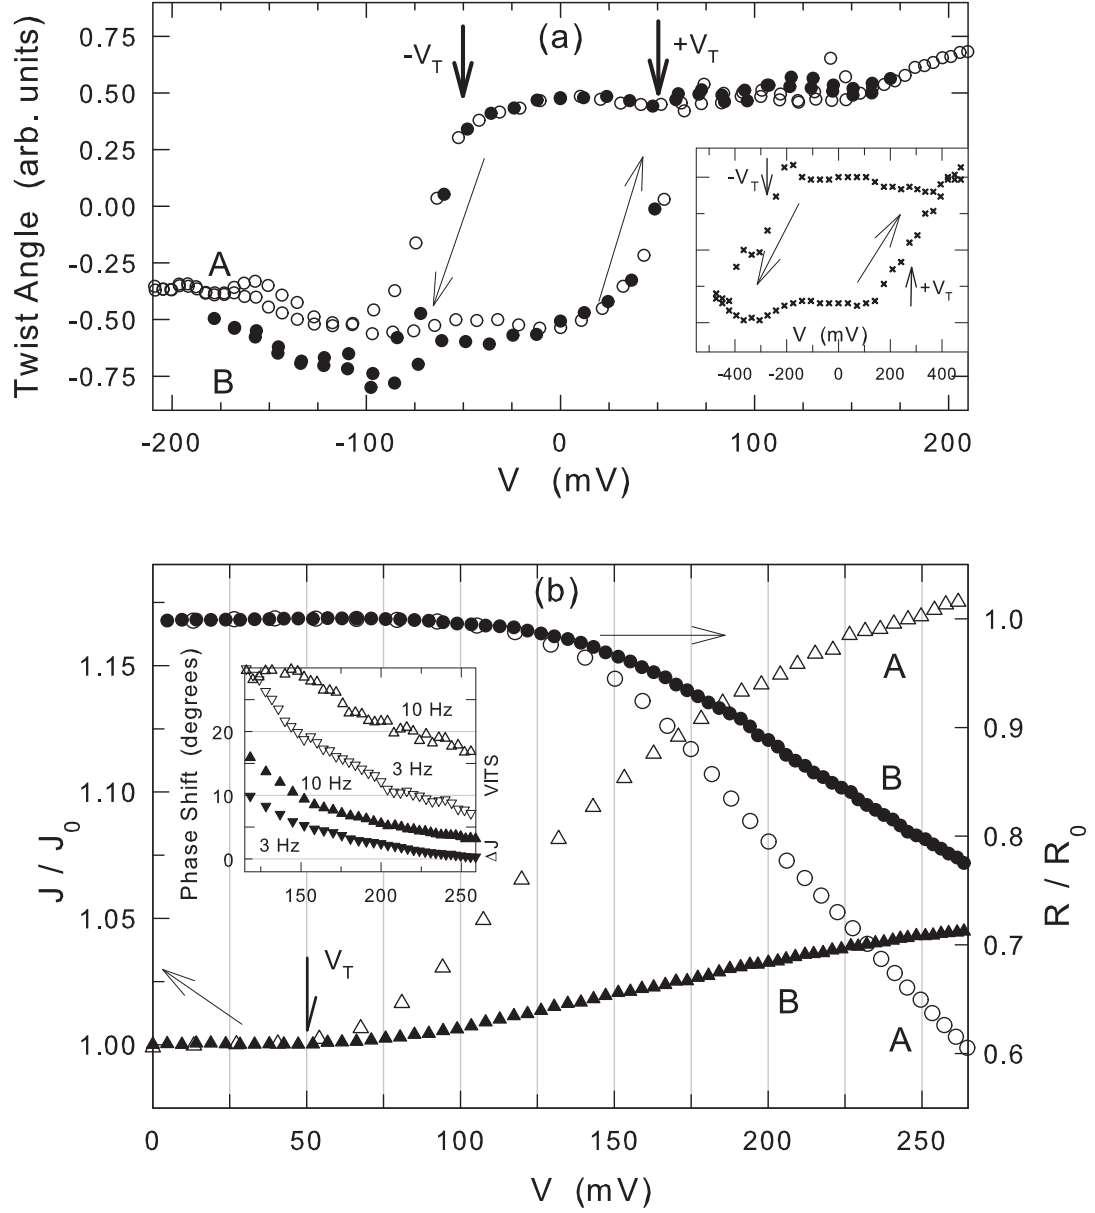 (a)
Twist Angle (arb. units)
0.75
0.50
0.25
0.00
-0.25
-0.50
-0.75
-V_T
+V_T
A
B
-V_T
+V_T
V (mV)
-400 -200 0 200 400
-200 -100 0 100 200
V (mV)
(b)
J / J_0
1.15
1.10
1.05
1.00
R / R_0
1.0
0.9
0.8
0.7
0.6
A
B
B
A
V_T
Phase Shift (degrees)
20
10
0
10 Hz
3 Hz
10 Hz
3 Hz
VITS
Δ J
150 200 250
0 50 100 150 200 250
V (mV)